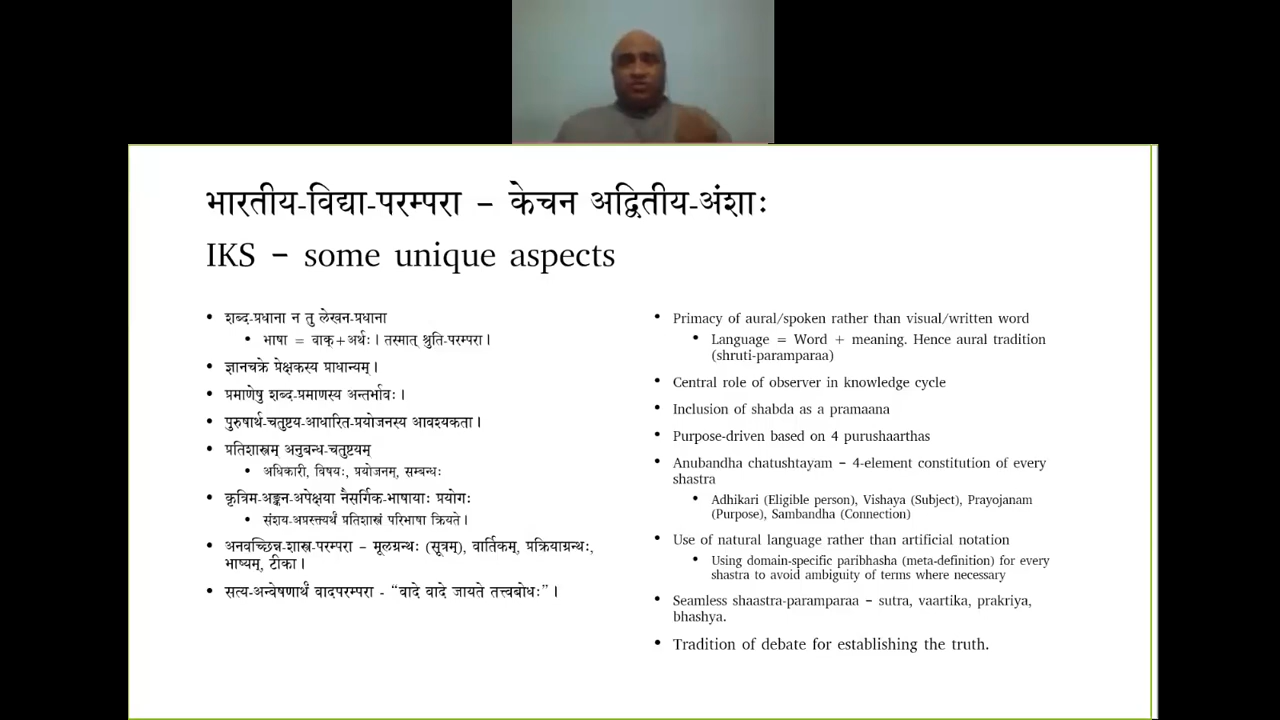 भारतीय-विद्या-परम्परा – केचन अद्वितीय-अंशाः
IKS – some unique aspects
• शब्द-प्रधाना न तु लेखन-प्रधाना
• भाषा = वाक्+अर्थः। तस्मात् श्रुति-परम्परा।
• ज्ञानचक्रे प्रेक्षकस्य प्राधान्यम्।
• प्रमाणेषु शब्द-प्रमाणस्य अन्तर्भावः।
• पुरुषार्थ-चतुष्टय-आधारित-प्रयोजनस्य आवश्यकता।
• प्रतिशास्त्रम् अनुबन्ध-चतुष्टयम्
• अधिकारी, विषयः, प्रयोजनम्, सम्बन्धः
• कृत्रिम-अङ्कन-अपेक्षया नैसर्गिक-भाषायाः प्रयोगः
• संशय-अप्रसक्त्यर्थं प्रतिशास्त्रं परिभाषा क्रियते।
• अनवच्छिन्न-शास्त्र-परम्परा – मूलग्रन्थः (सूत्रम्), वार्तिकम्, प्रक्रियाग्रन्थः,
भाष्यम्, टीका।
• सत्य-अन्वेषणार्थं वादपरम्परा - “वादे वादे जायते तत्त्वबोधः”।
• Primacy of aural/spoken rather than visual/written word
• Language = Word + meaning. Hence aural tradition
(shruti-paramparaa)
• Central role of observer in knowledge cycle
• Inclusion of shabda as a pramaana
• Purpose-driven based on 4 purushaarthas
• Anubandha chatushtayam – 4-element constitution of every
shastra
• Adhikari (Eligible person), Vishaya (Subject), Prayojanam
(Purpose), Sambandha (Connection)
• Use of natural language rather than artificial notation
• Using domain-specific paribhasha (meta-definition) for every
shastra to avoid ambiguity of terms where necessary
• Seamless shaastra-paramparaa – sutra, vaartika, prakriya,
bhashya.
• Tradition of debate for establishing the truth.